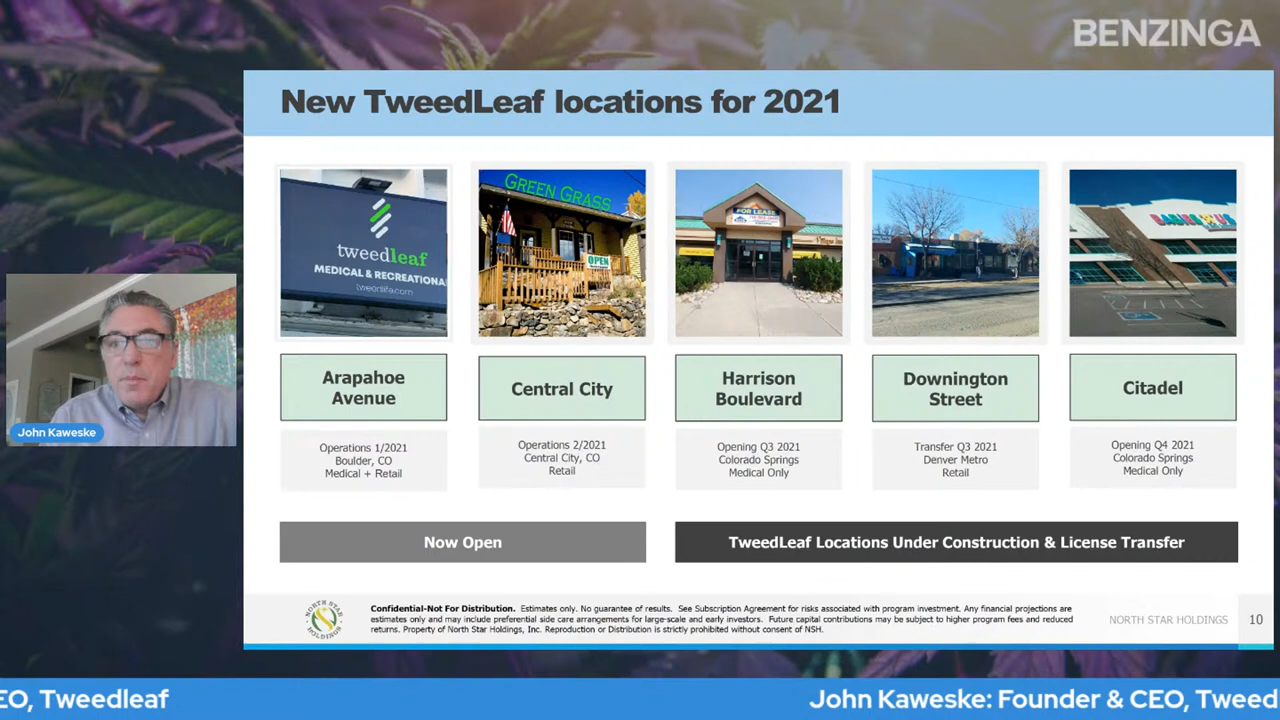 BENZINGA
New TweedLeaf locations for 2021
tweedleaf
MEDICAL & RECREATIONAL
GREEN GRASS
OPEN
FOR LEASE
Arapahoe
Avenue
Central City
Harrison
Boulevard
Downington
Street
Citadel
Operations 1/2021
Boulder, CO
Medical + Retail
Operations 2/2021
Central City, CO
Retail
Opening Q3 2021
Colorado Springs
Medical Only
Transfer Q3 2021
Denver Metro
Retail
Opening Q4 2021
Colorado Springs
Medical Only
John Kaweske
Now Open
TweedLeaf Locations Under Construction & License Transfer
NORTH STAR HOLDINGS
Confidential-Not For Distribution. Estimates only. No guarantee of results. See Subscription Agreement for risks associated with program investment. Any financial projections are
estimates only and may include preferential side care arrangements for large-scale and early investors. Future capital contributions may be subject to higher program fees and reduced
returns. Property of North Star Holdings, Inc. Reproduction or Distribution is strictly prohibited without consent of NSH.
NORTH STAR HOLDINGS
10
EO, Tweedleaf
John Kaweske: Founder & CEO, Tweed